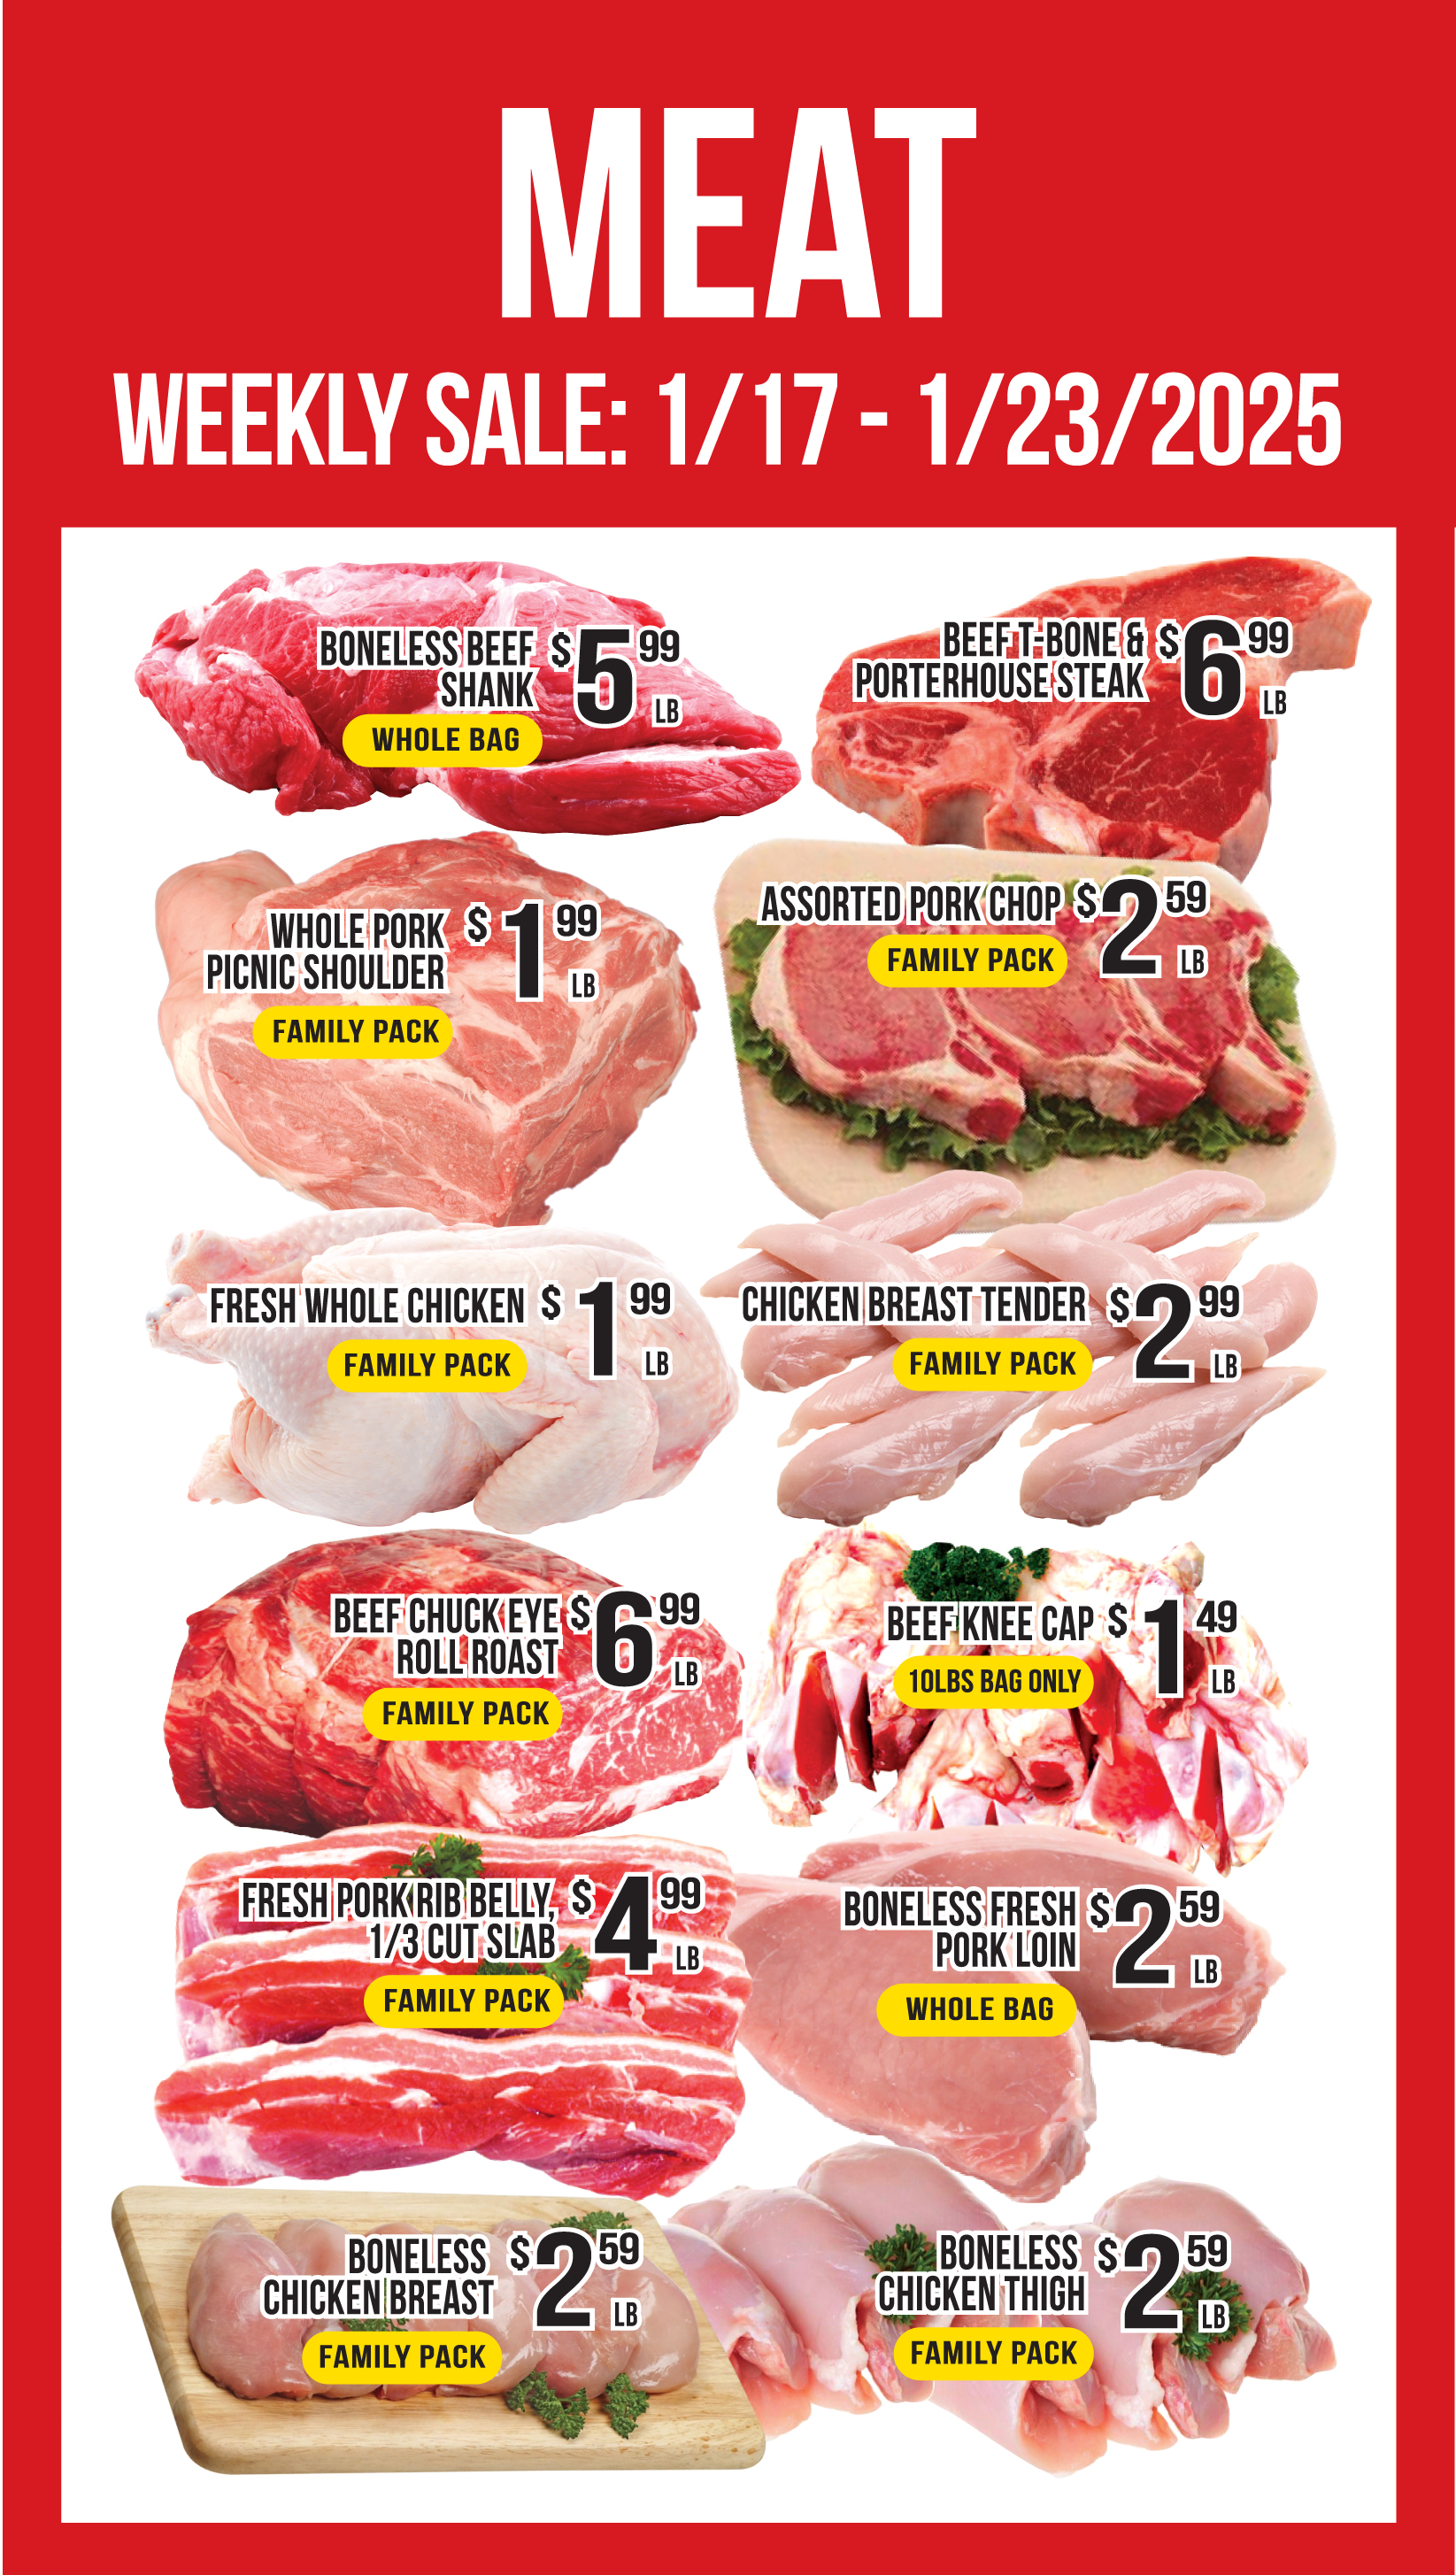 MEAT
WEEKLY SALE: 1/17 - 1/23/2025
BONELESS BEEF
SHANK
$5.99 LB
WHOLE BAG
BEEF T-BONE &
PORTERHOUSE STEAK
$6.99 LB
WHOLE PORK
PICNIC SHOULDER
$1.99 LB
FAMILY PACK
ASSORTED PORK CHOP
$2.59 LB
FAMILY PACK
FRESH WHOLE CHICKEN
$1.99 LB
FAMILY PACK
CHICKEN BREAST TENDER
$2.99 LB
FAMILY PACK
BEEF CHUCK EYE
ROLL ROAST
$6.99 LB
FAMILY PACK
BEEF KNEE CAP
$1.49 LB
10LBS BAG ONLY
FRESH PORK RIB BELLY,
1/3 CUT SLAB
$4.99 LB
FAMILY PACK
BONELESS FRESH
PORK LOIN
$2.59 LB
WHOLE BAG
BONELESS
CHICKEN BREAST
$2.59 LB
FAMILY PACK
BONELESS
CHICKEN THIGH
$2.59 LB
FAMILY PACK